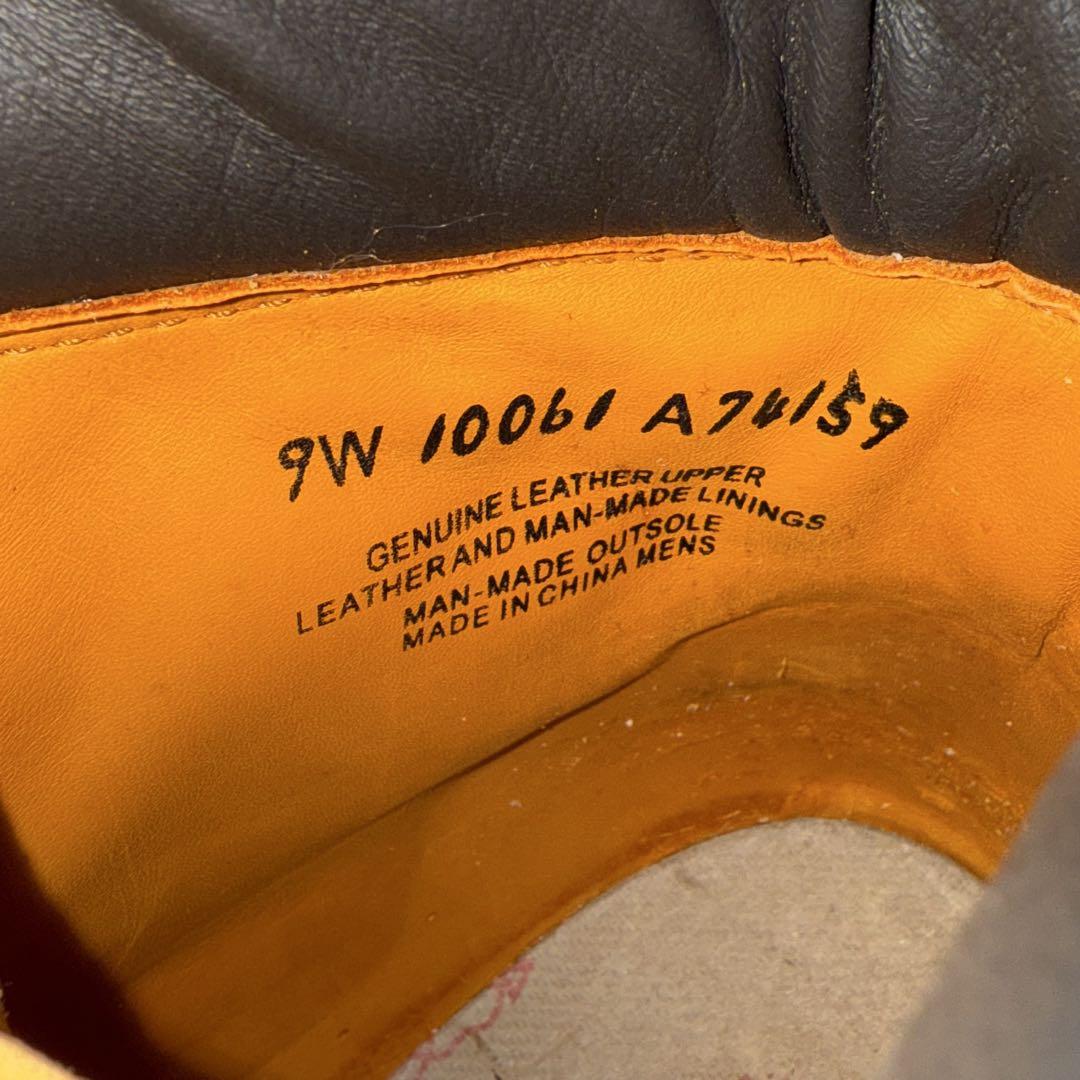 9W 10061 A74159
GENUINE LEATHER UPPER
LEATHER AND MAN-MADE LININGS
MAN-MADE OUTSOLE
MADE IN CHINA MENS